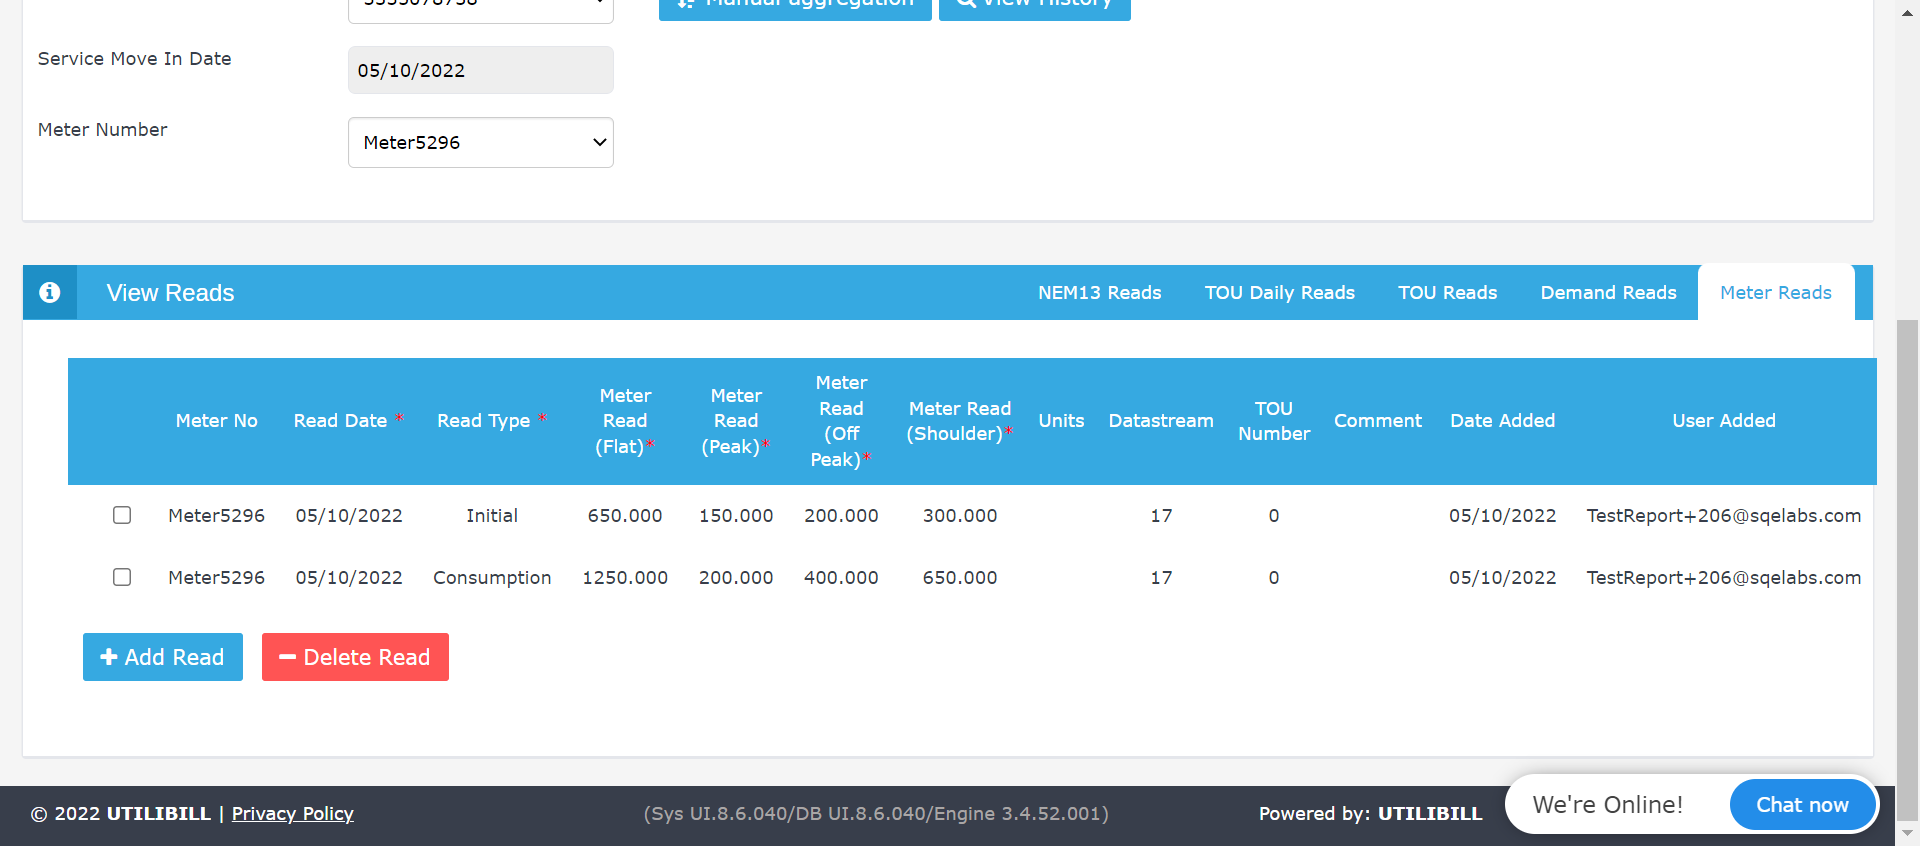 Manual aggregation View History
Service Move In Date 05/10/2022
Meter Number Meter5296
View Reads NEM13 Reads TOU Daily Reads TOU Reads Demand Reads Meter Reads
Meter No Read Date * Read Type * Meter Read (Flat)* Meter Read (Peak)* Meter Read (Off Peak)* Meter Read (Shoulder)* Units Datastream TOU Number Comment Date Added User Added
Meter5296 05/10/2022 Initial 650.000 150.000 200.000 300.000 17 0 05/10/2022 TestReport+206@sqelabs.com
Meter5296 05/10/2022 Consumption 1250.000 200.000 400.000 650.000 17 0 05/10/2022 TestReport+206@sqelabs.com
Add Read Delete Read
© 2022 UTILIBILL | Privacy Policy (Sys UI.8.6.040/DB UI.8.6.040/Engine 3.4.52.001) Powered by: UTILIBILL We're Online! Chat now